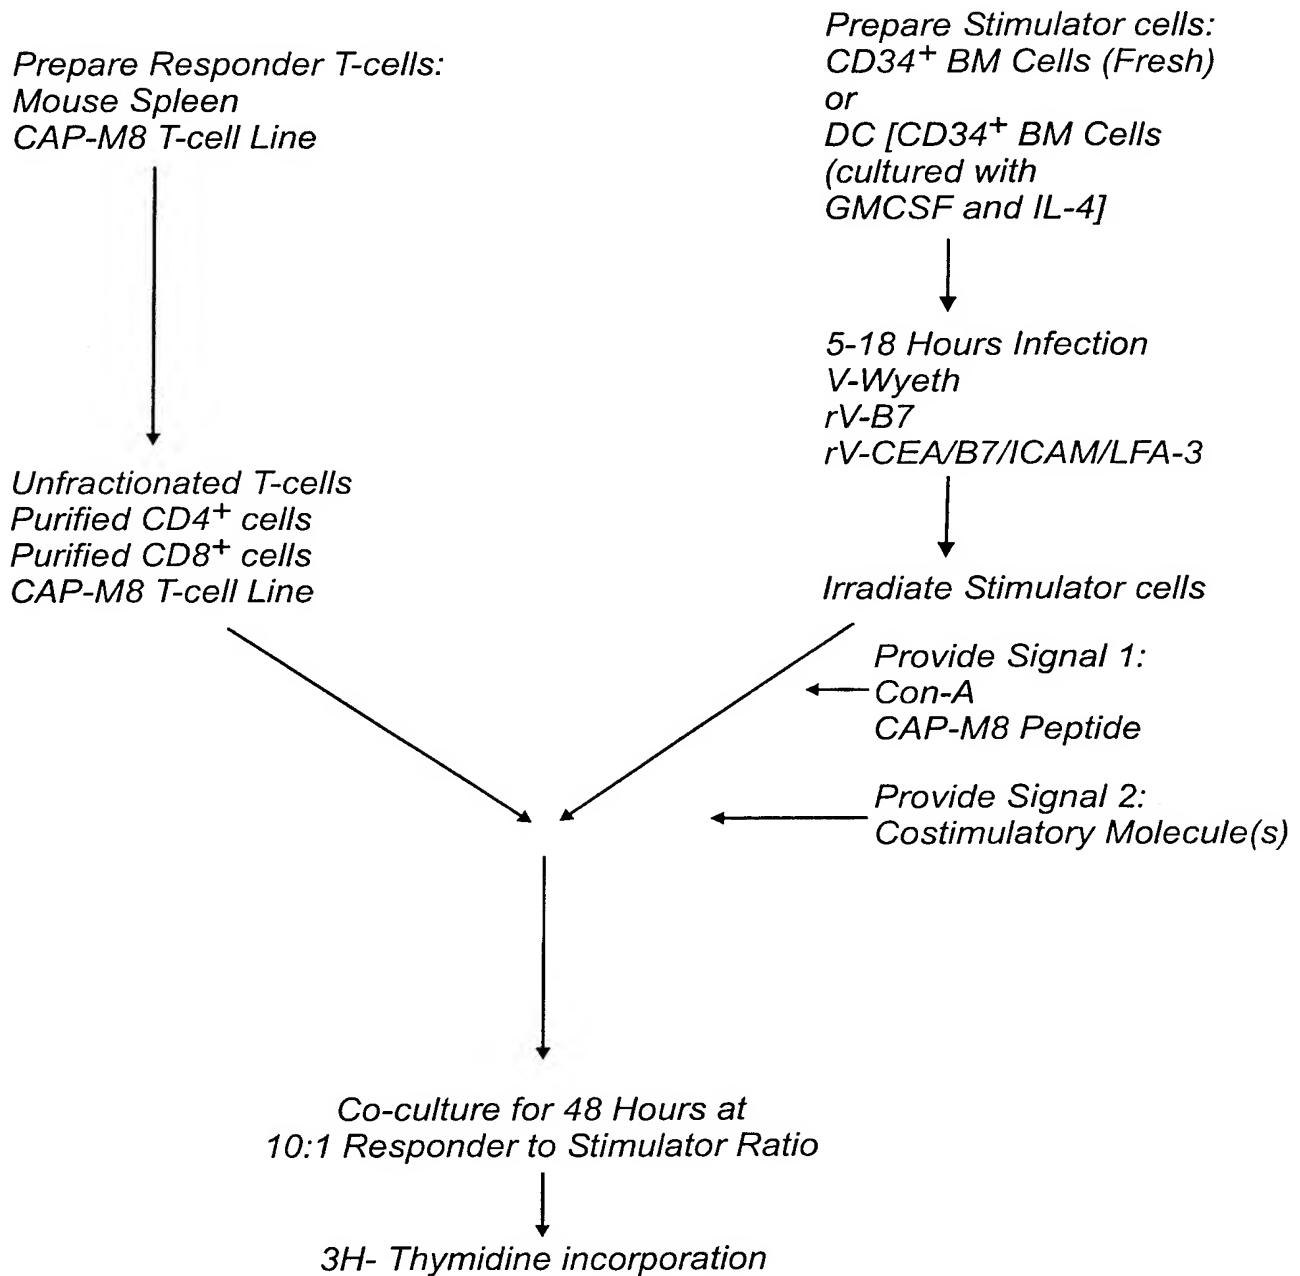 Prepare Responder T-cells:
Mouse Spleen
CAP-M8 T-cell Line
Prepare Stimulator cells:
CD34⁺ BM Cells (Fresh)
or
DC [CD34⁺ BM Cells
(cultured with
GMCSF and IL-4]
5-18 Hours Infection
V-Wyeth
rV-B7
rV-CEA/B7/ICAM/LFA-3
Unfractionated T-cells
Purified CD4⁺ cells
Purified CD8⁺ cells
CAP-M8 T-cell Line
Irradiate Stimulator cells
Provide Signal 1:
Con-A
CAP-M8 Peptide
Provide Signal 2:
Costimulatory Molecule(s)
Co-culture for 48 Hours at
10:1 Responder to Stimulator Ratio
3H- Thymidine incorporation